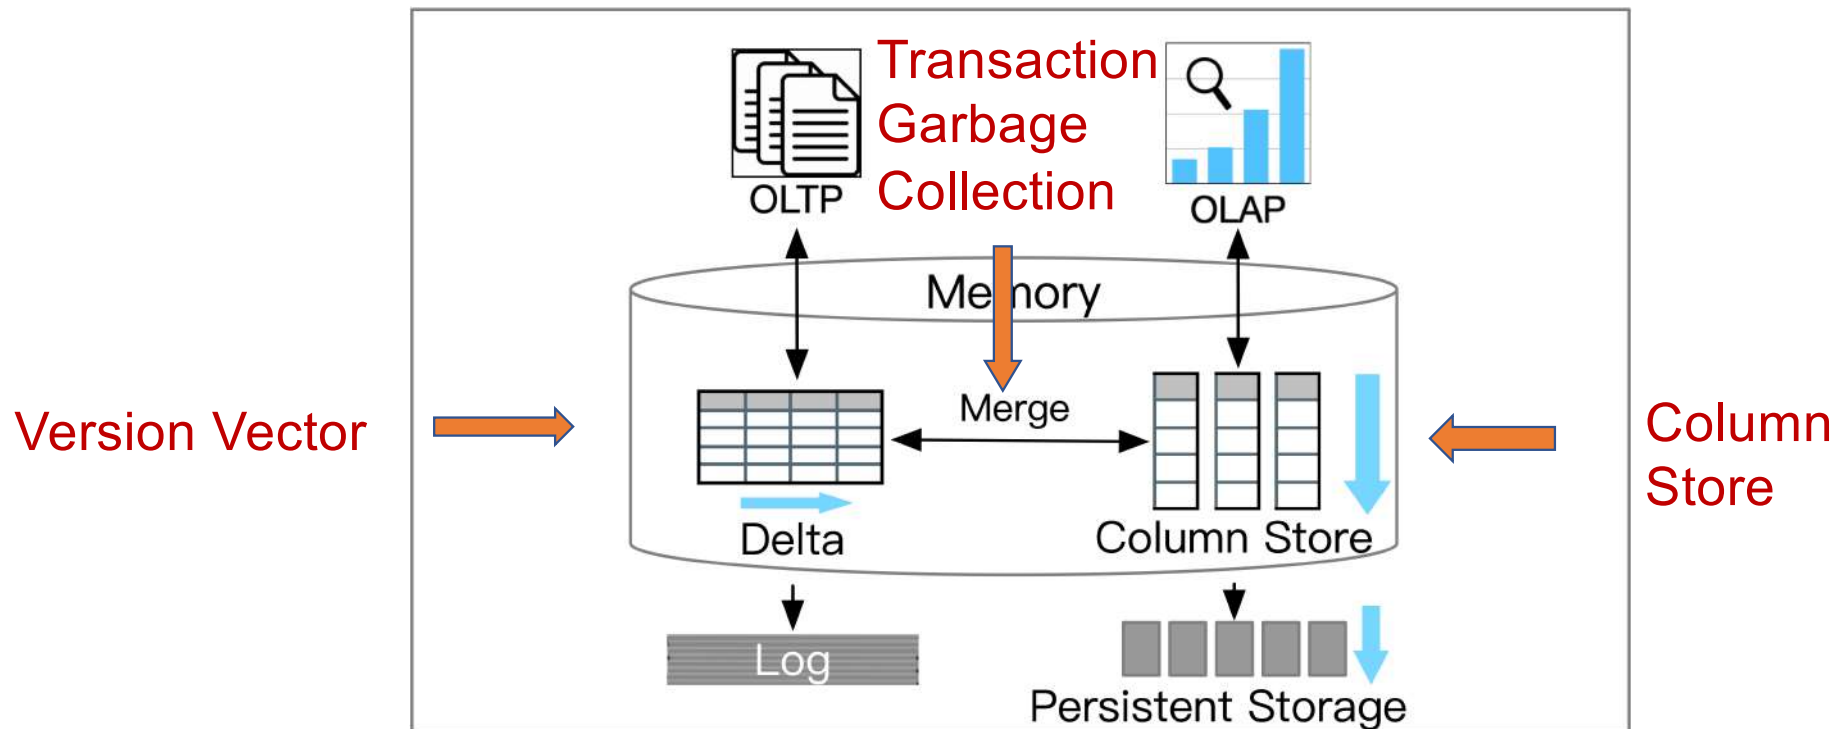 Transaction
Garbage
Collection
OLTP
OLAP
Memory
Version Vector
Merge
Column
Store
Delta
Column Store
Log
Persistent Storage